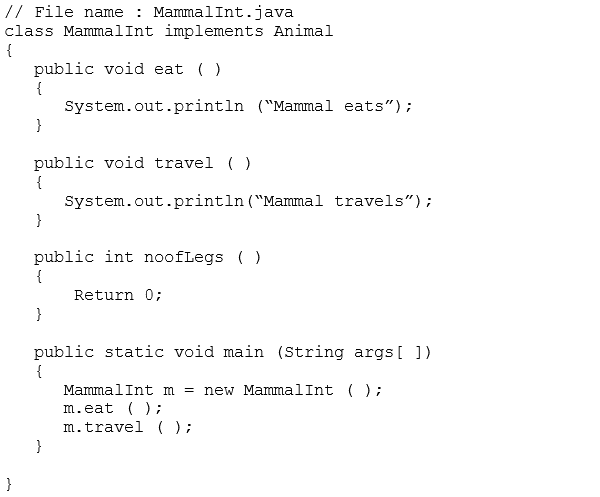 // File name : MammalInt.java
class MammalInt implements Animal
{
   public void eat ( )
   {
      System.out.println (“Mammal eats”);
   }

   public void travel ( )
   {
      System.out.println(“Mammal travels”);
   }

   public int noofLegs ( )
   {
       Return 0;
   }

   public static void main (String args[ ])
   {
      MammalInt m = new MammalInt ( );
      m.eat ( );
      m.travel ( );
   }

}